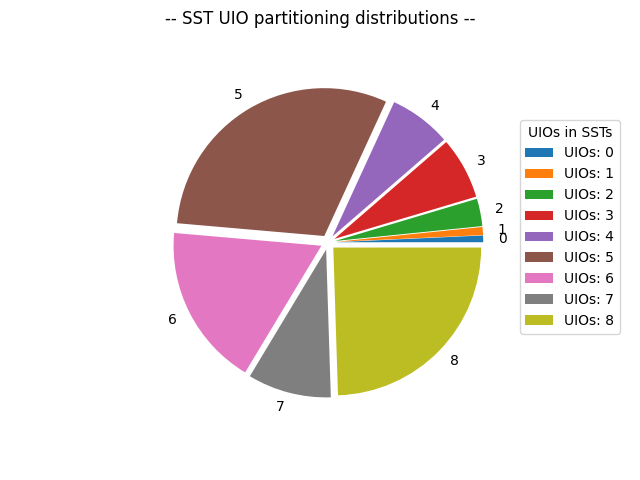 -- SST UIO partitioning distributions --
5
4
3
2
1
0
6
7
8
UIOs in SSTs
UIOs: 0
UIOs: 1
UIOs: 2
UIOs: 3
UIOs: 4
UIOs: 5
UIOs: 6
UIOs: 7
UIOs: 8